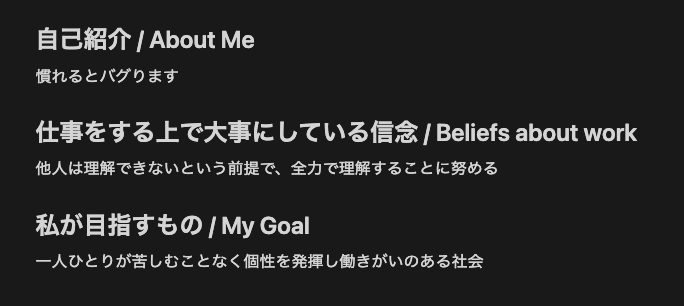 自己紹介 / About Me
慣れるとバグります
仕事をする上で大事にしている信念 / Beliefs about work
他人は理解できないという前提で、全力で理解することに努める
私が目指すもの / My Goal
一人ひとりが苦しむことなく個性を発揮し働きがいのある社会